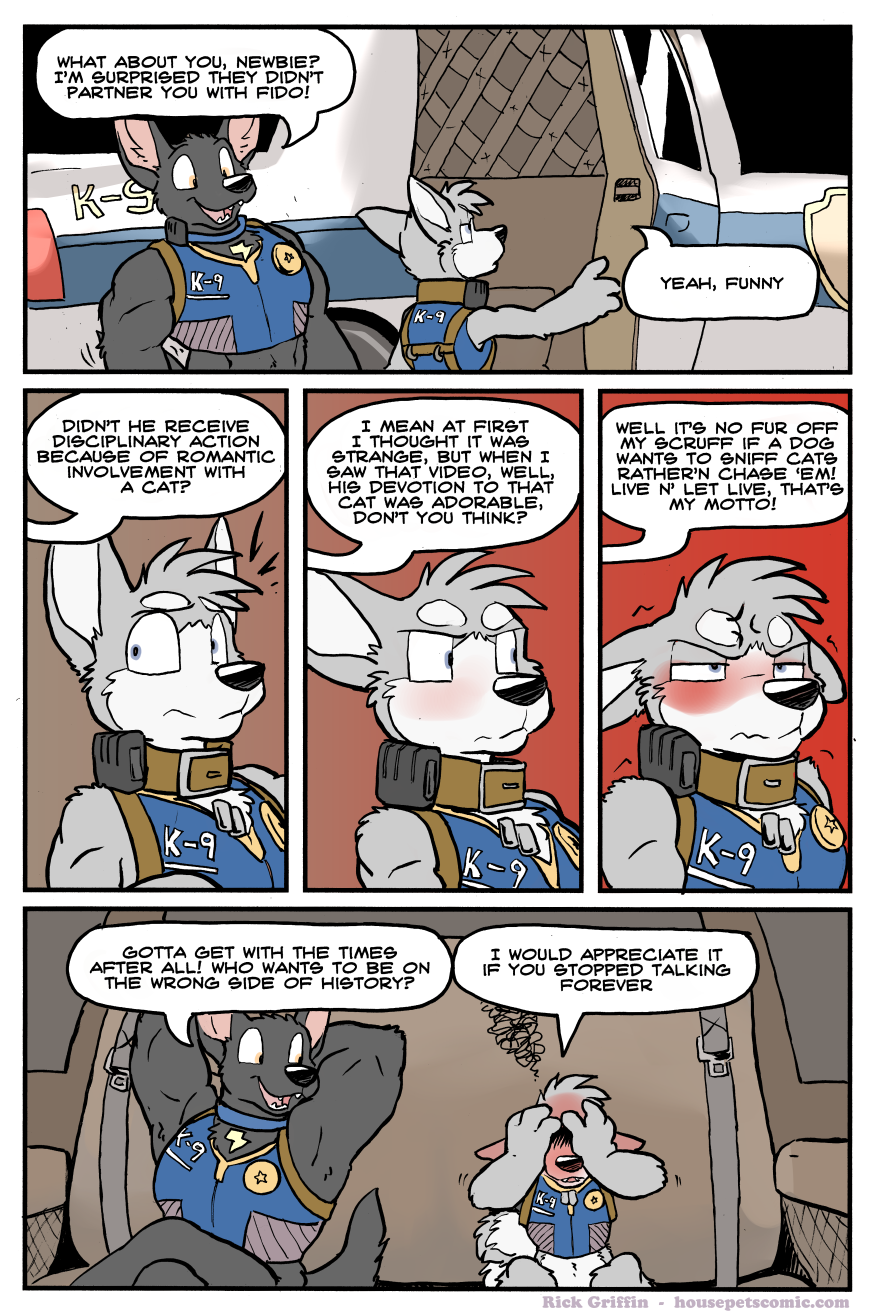 WHAT ABOUT YOU, NEWBIE?
I'M SURPRISED THEY DIDN'T
PARTNER YOU WITH FIDO!
K-9
K-9
K-9
YEAH, FUNNY
DIDN'T HE RECEIVE
DISCIPLINARY ACTION
BECAUSE OF ROMANTIC
INVOLVEMENT WITH
A CAT?
K-9
I MEAN AT FIRST
I THOUGHT IT WAS
STRANGE, BUT WHEN I
SAW THAT VIDEO, WELL,
HIS DEVOTION TO THAT
CAT WAS ADORABLE,
DON'T YOU THINK?
K-9
WELL IT'S NO FUR OFF
MY SCRUFF IF A DOG
WANTS TO SNIFF CATS
RATHER'N CHASE 'EM!
LIVE N' LET LIVE, THAT'S
MY MOTTO!
K-9
GOTTA GET WITH THE TIMES
AFTER ALL! WHO WANTS TO BE ON
THE WRONG SIDE OF HISTORY?
I WOULD APPRECIATE IT
IF YOU STOPPED TALKING
FOREVER
K-9
K-9
Rick Griffin - housepetscomic.com